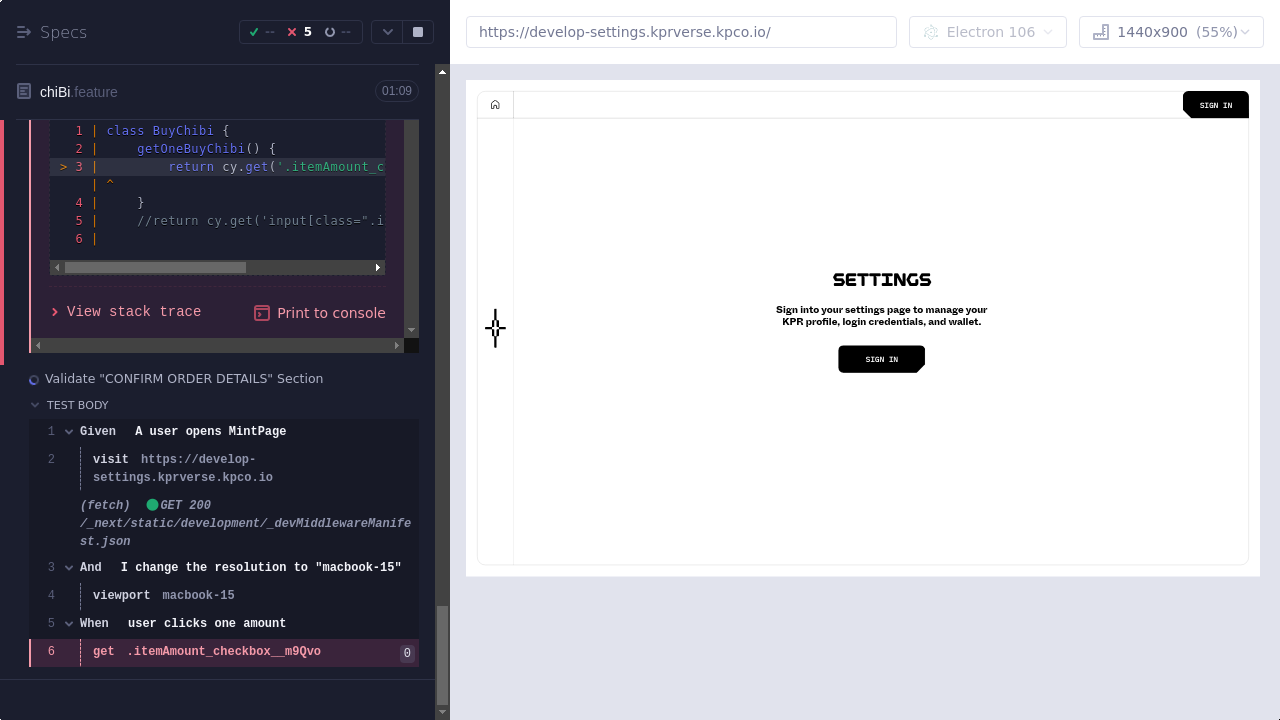 Specs
--
5
--
https://develop-settings.kprverse.kpco.io/
Electron 106
1440x900 (55%)
chiBi.feature
01:09
1 | class BuyChibi {
2 |     getOneBuyChibi() {
> 3 |         return cy.get('.itemAmount_c
| ^
4 |     }
5 |     //return cy.get('input[class=".i
6 |
View stack trace
Print to console
Validate "CONFIRM ORDER DETAILS" Section
TEST BODY
1 Given A user opens MintPage
2 visit https://develop-
settings.kprverse.kpco.io
(fetch) GET 200
/_next/static/development/_devMiddlewareManife
st.json
3 And I change the resolution to "macbook-15"
4 viewport macbook-15
5 When user clicks one amount
6 get .itemAmount_checkbox__m9Qvo 0
SIGN IN
SETTINGS
Sign into your settings page to manage your
KPR profile, login credentials, and wallet.
SIGN IN